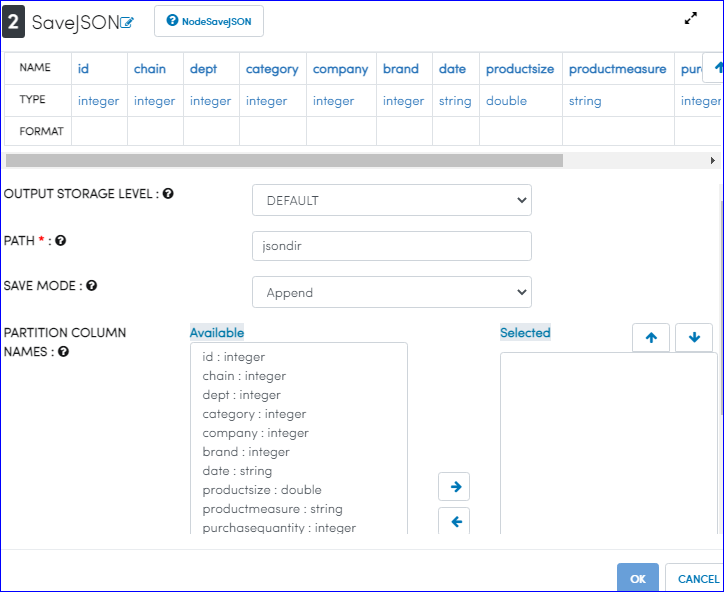 2 SaveJSON NodeSaveJSON
NAME id chain dept category company brand date productsize productmeasure pur
TYPE integer integer integer integer integer integer string double string integer
FORMAT
OUTPUT STORAGE LEVEL : DEFAULT
PATH * : jsondir
SAVE MODE : Append
PARTITION COLUMN NAMES :
Available
id : integer
chain : integer
dept : integer
category : integer
company : integer
brand : integer
date : string
productsize : double
productmeasure : string
purchasequantity : integer
Selected
OK CANCEL